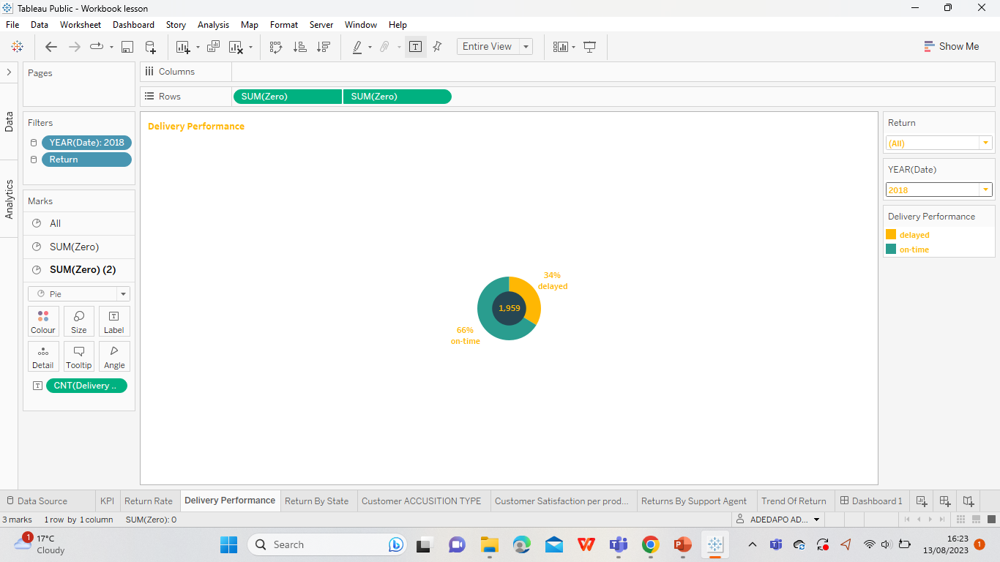 Tableau Public - Workbook lesson
File Data Worksheet Dashboard Story Analysis Map Format Server Window Help
Entire View
Show Me
Data
Analytics
Pages
Columns
Rows
SUM(Zero) SUM(Zero)
Filters
YEAR(Date): 2018
Return
Marks
All
SUM(Zero)
SUM(Zero) (2)
Pie
Colour Size Label
Detail Tooltip Angle
CNT(Delivery ..
Delivery Performance
34%
delayed
1,959
66%
on-time
Return
(All)
YEAR(Date)
2018
Delivery Performance
delayed
on-time
Data Source KPI Return Rate Delivery Performance Return By State Customer ACCUSITION TYPE Customer Satisfaction per prod... Returns By Support Agent Trend Of Return Dashboard 1
3 marks 1 row by 1 column SUM(Zero): 0 ADEDAPO AD...
1
17°C
Cloudy
Search
16:23
13/08/2023
1